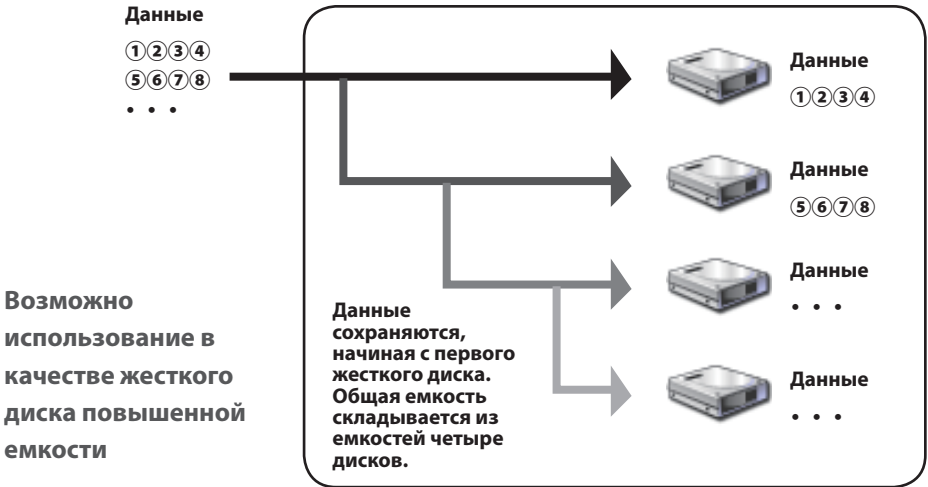 Данные
①②③④
⑤⑥⑦⑧
• • •
Данные
①②③④
Данные
⑤⑥⑦⑧
Данные
• • •
Данные
• • •
Возможно
использование в
качестве жесткого
диска повышенной
емкости
Данные
сохраняются,
начиная с первого
жесткого диска.
Общая емкость
складывается из
емкостей четыре
дисков.